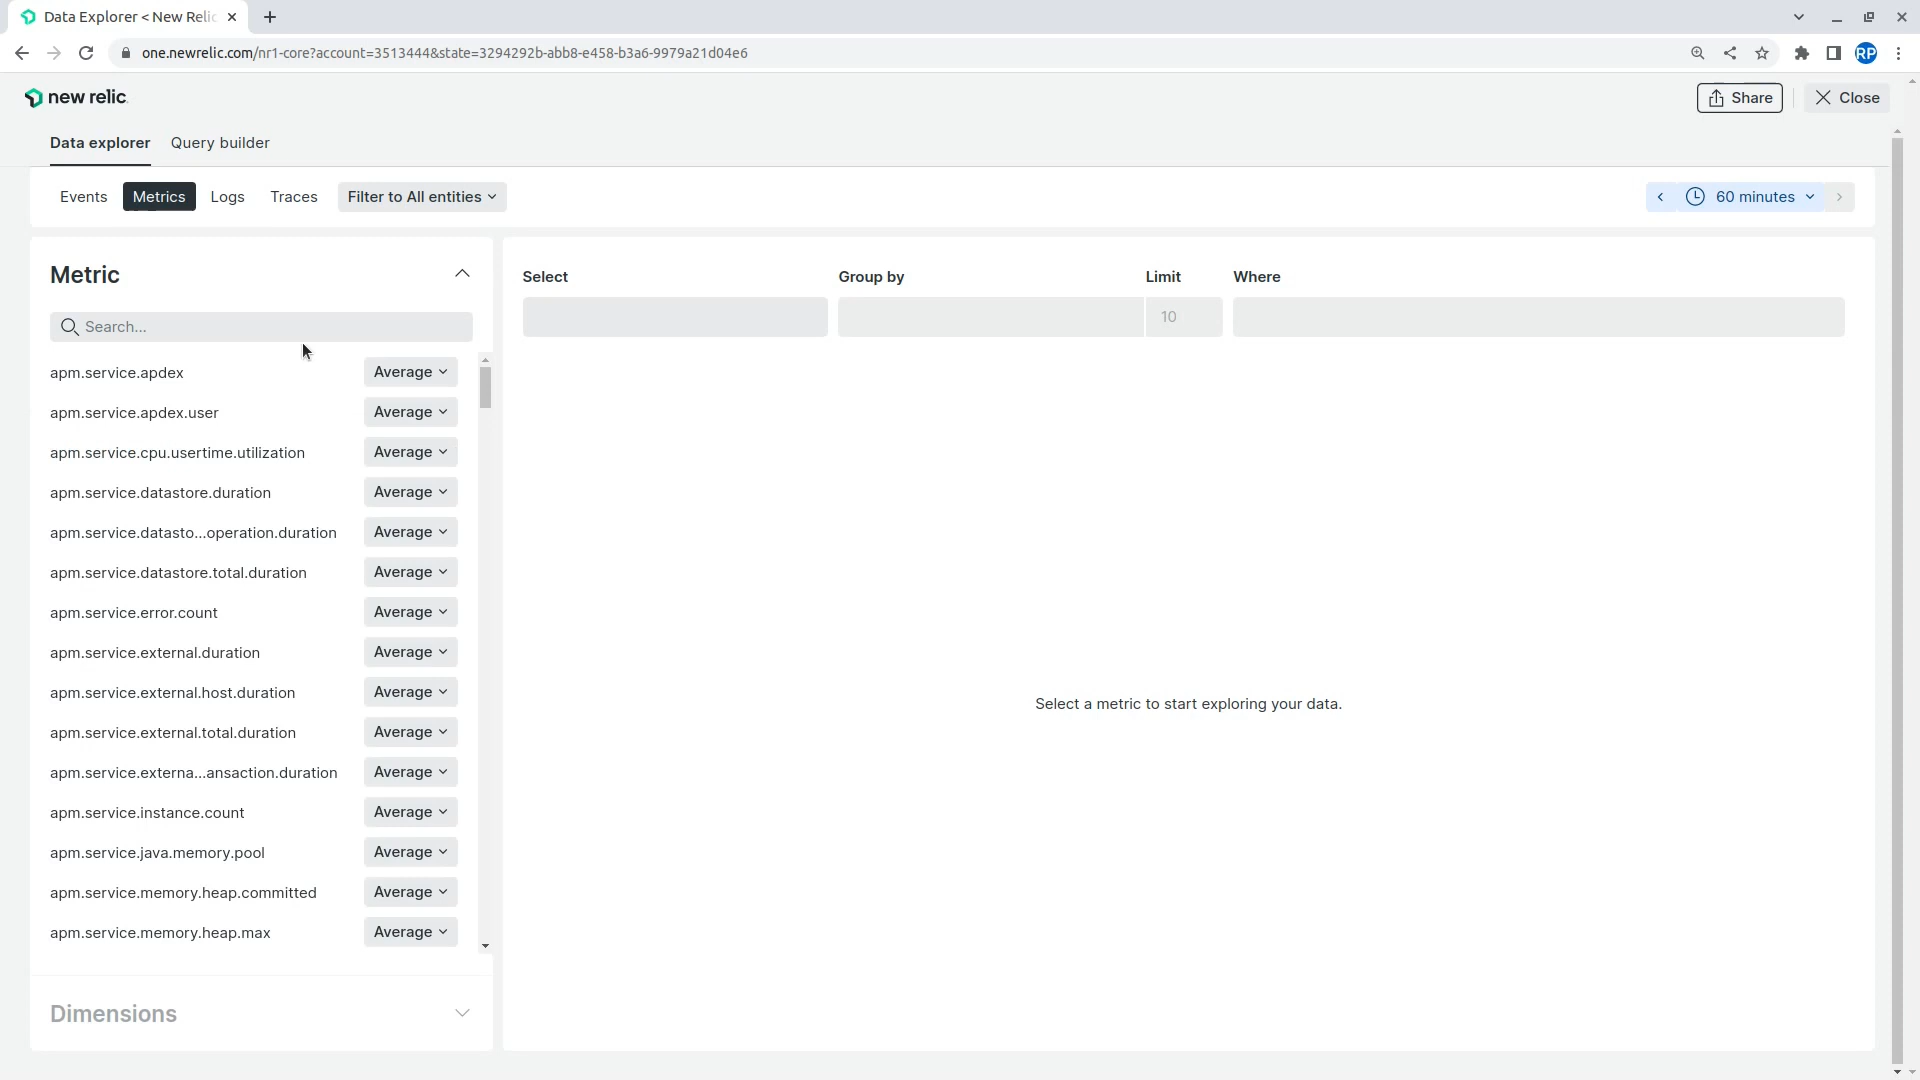 Data Explorer < New Relic
one.newrelic.com/nr1-core?account=3513444&state=3294292b-abb8-e458-b3a6-9979a21d04e6
RP
new relic
Share
Close
Data explorer
Query builder
Events
Metrics
Logs
Traces
Filter to All entities
60 minutes
Metric
Search...
apm.service.apdex Average
apm.service.apdex.user Average
apm.service.cpu.usertime.utilization Average
apm.service.datastore.duration Average
apm.service.datasto...operation.duration Average
apm.service.datastore.total.duration Average
apm.service.error.count Average
apm.service.external.duration Average
apm.service.external.host.duration Average
apm.service.external.total.duration Average
apm.service.externa...ansaction.duration Average
apm.service.instance.count Average
apm.service.java.memory.pool Average
apm.service.memory.heap.committed Average
apm.service.memory.heap.max Average
Dimensions
Select
Group by
Limit
Where
10
Select a metric to start exploring your data.